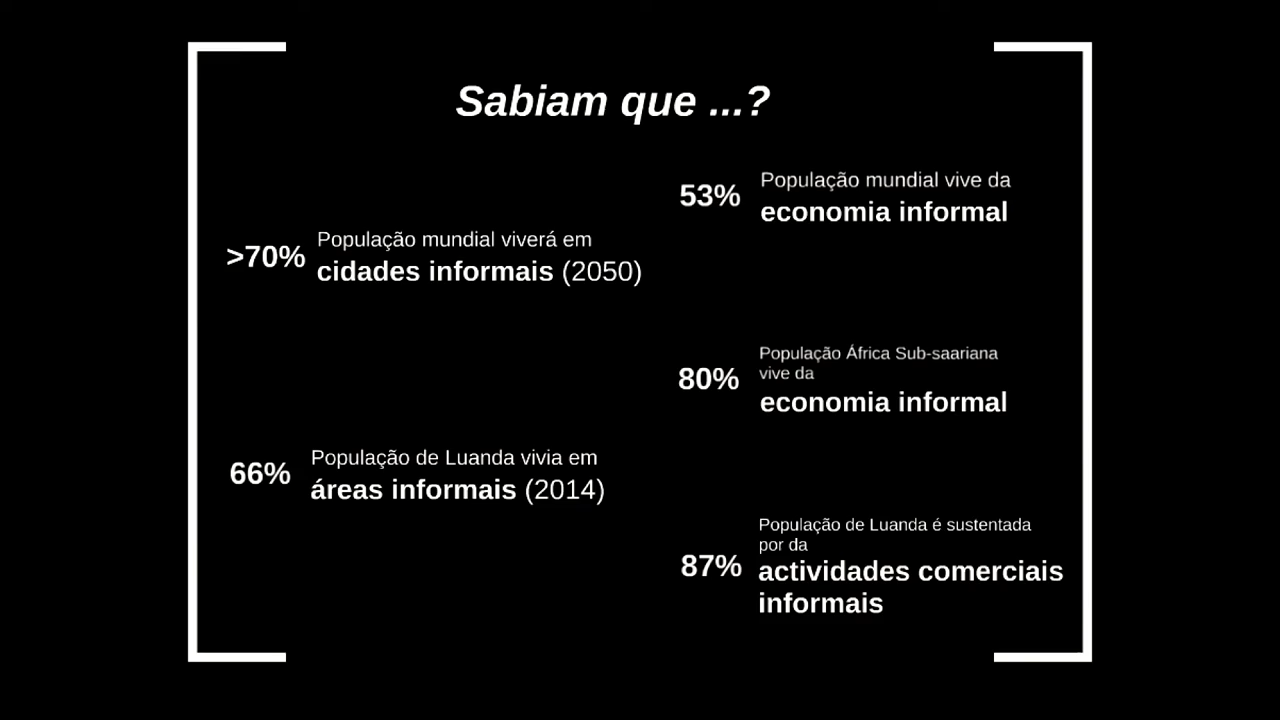 Sabiam que ...?
>70%
População mundial viverá em
cidades informais (2050)
66%
População de Luanda vivia em
áreas informais (2014)
53%
População mundial vive da
economia informal
80%
População África Sub-saariana
vive da
economia informal
87%
População de Luanda é sustentada
por da
actividades comerciais
informais